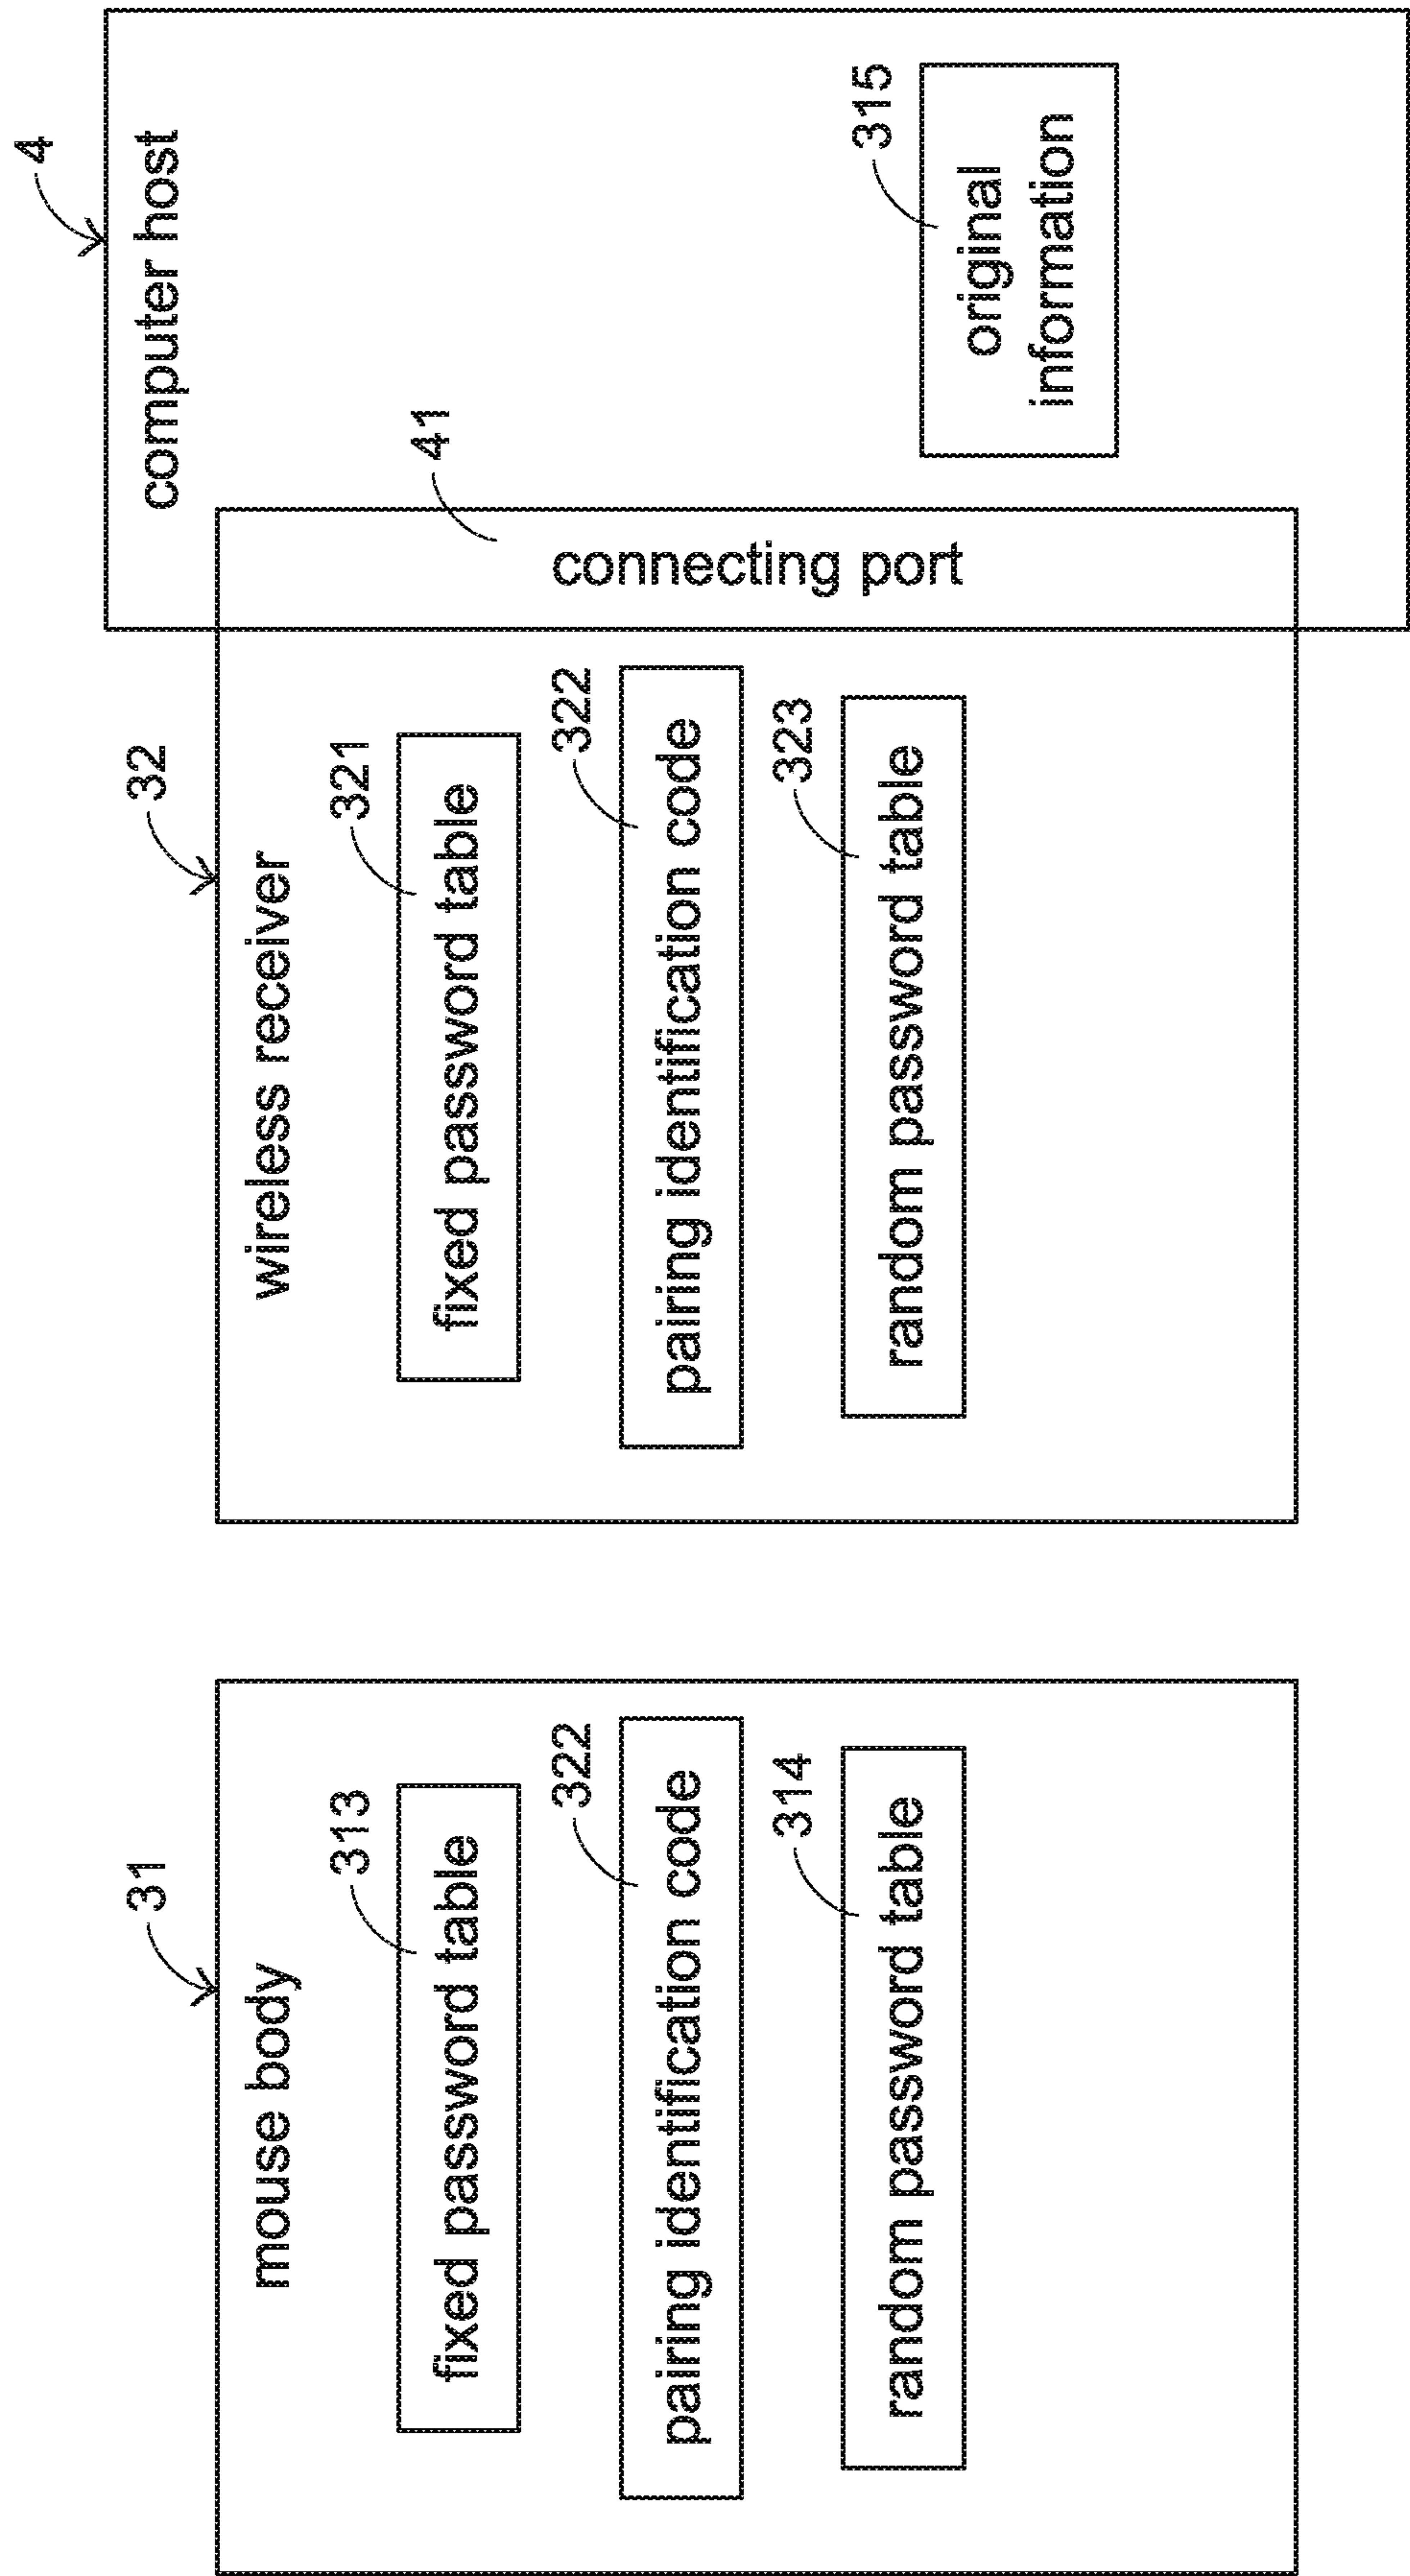 31
mouse body
313
fixed password table
322
pairing identification code
314
random password table
32
wireless receiver
321
fixed password table
322
pairing identification code
323
random password table
4
computer host
41
connecting port
315
original
information